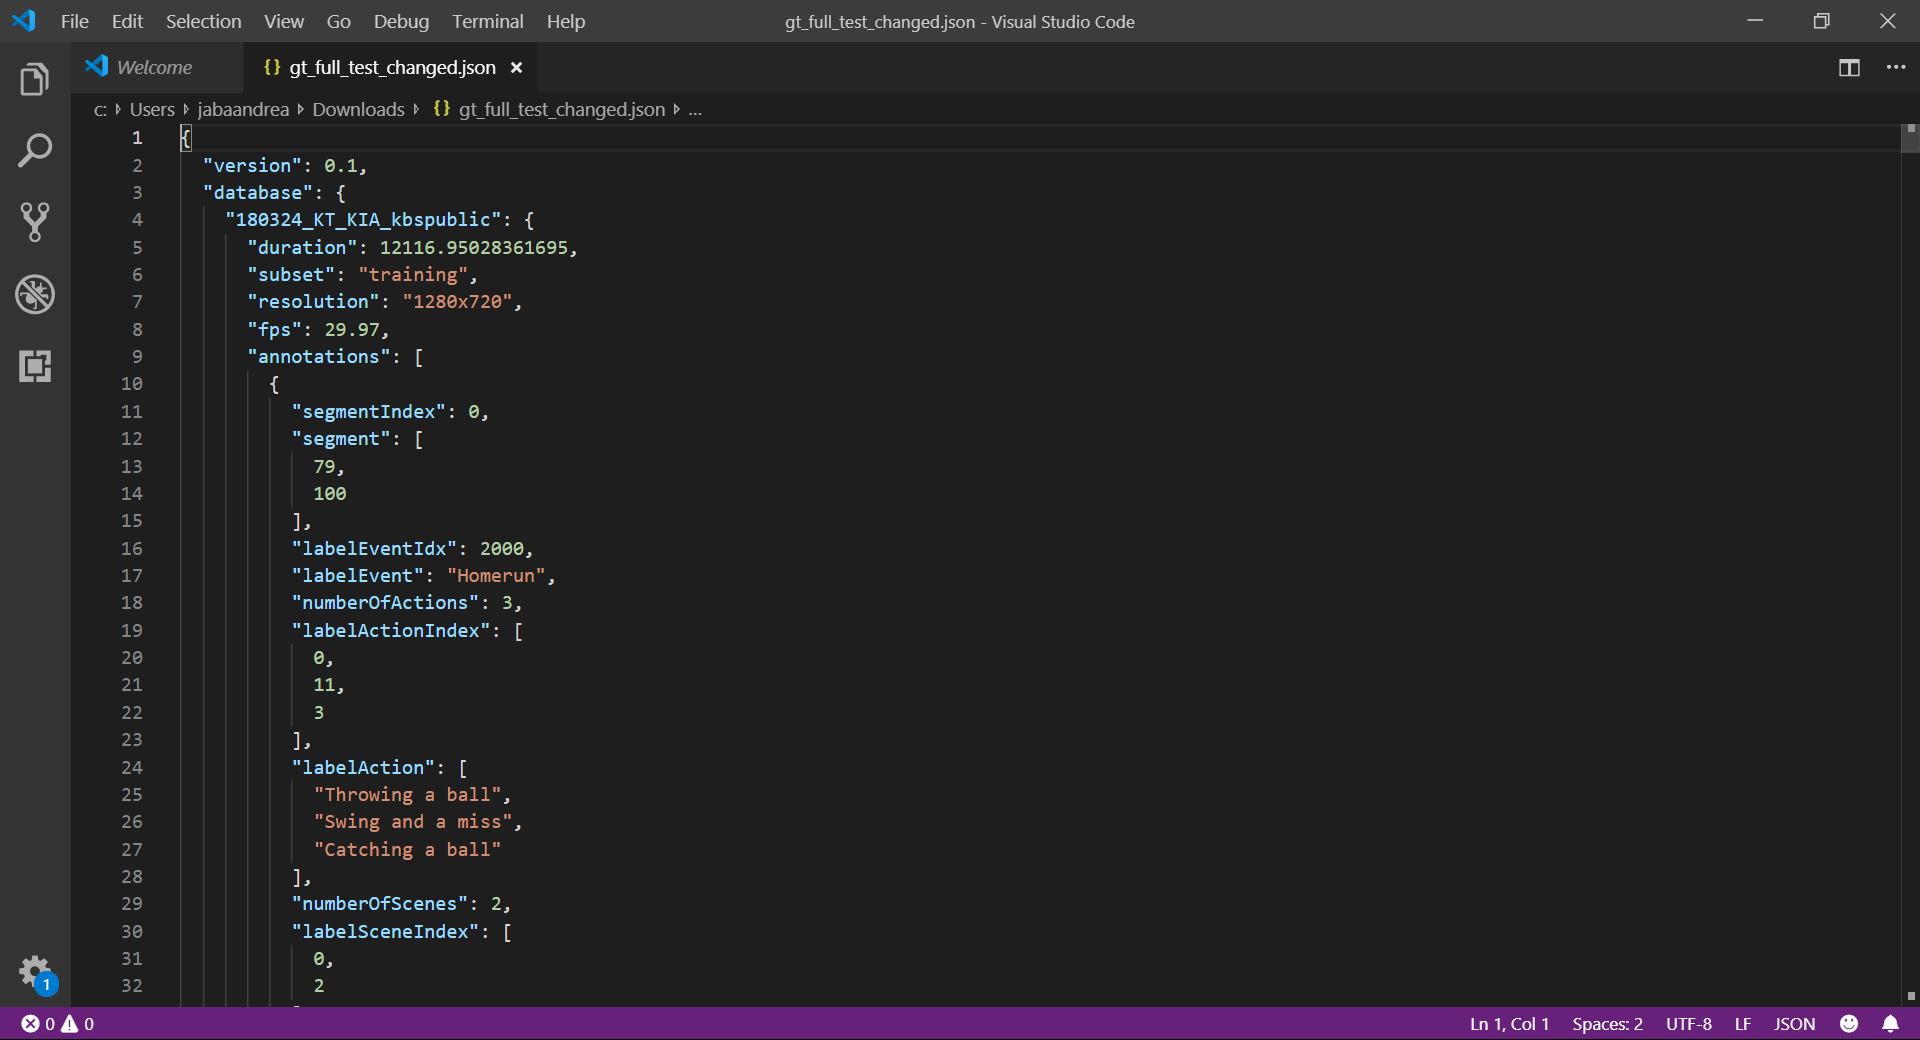 File Edit Selection View Go Debug Terminal Help
gt_full_test_changed.json - Visual Studio Code
Welcome
{} gt_full_test_changed.json ×
c: › Users › jabaandrea › Downloads › {} gt_full_test_changed.json › ...
1 {
2 "version": 0.1,
3 "database": {
4 "180324_KT_KIA_kbspublic": {
5 "duration": 12116.95028361695,
6 "subset": "training",
7 "resolution": "1280x720",
8 "fps": 29.97,
9 "annotations": [
10 {
11 "segmentIndex": 0,
12 "segment": [
13 79,
14 100
15 ],
16 "labelEventIdx": 2000,
17 "labelEvent": "Homerun",
18 "numberOfActions": 3,
19 "labelActionIndex": [
20 0,
21 11,
22 3
23 ],
24 "labelAction": [
25 "Throwing a ball",
26 "Swing and a miss",
27 "Catching a ball"
28 ],
29 "numberOfScenes": 2,
30 "labelSceneIndex": [
31 0,
32 2
1
0 0
Ln 1, Col 1 Spaces: 2 UTF-8 LF JSON